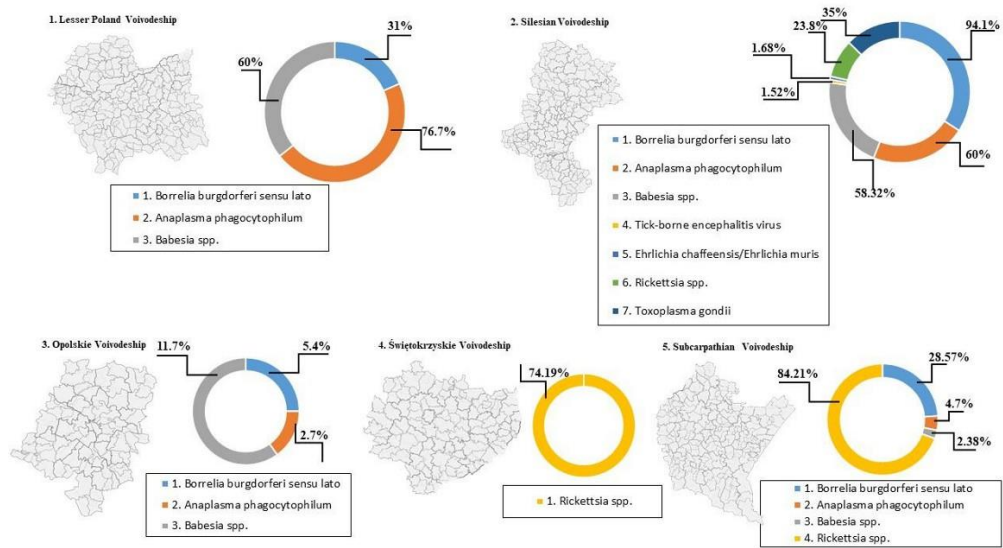 1. Lesser Poland Voivodeship
31%
60%
76.7%
1. Borrelia burgdorferi sensu lato
2. Anaplasma phagocytophilum
3. Babesia spp.
2. Silesian Voivodeship
35%
23.8%
94.1%
1.68%
1.52%
60%
58.32%
1. Borrelia burgdorferi sensu lato
2. Anaplasma phagocytophilum
3. Babesia spp.
4. Tick-borne encephalitis virus
5. Ehrlichia chaffeensis/Ehrlichia muris
6. Rickettsia spp.
7. Toxoplasma gondii
3. Opolskie Voivodeship
11.7%
5.4%
2.7%
1. Borrelia burgdorferi sensu lato
2. Anaplasma phagocytophilum
3. Babesia spp.
4. Świętokrzyskie Voivodeship
74.19%
1. Rickettsia spp.
5. Subcarpathian Voivodeship
84.21%
28.57%
4.7%
2.38%
1. Borrelia burgdorferi sensu lato
2. Anaplasma phagocytophilum
3. Babesia spp.
4. Rickettsia spp.